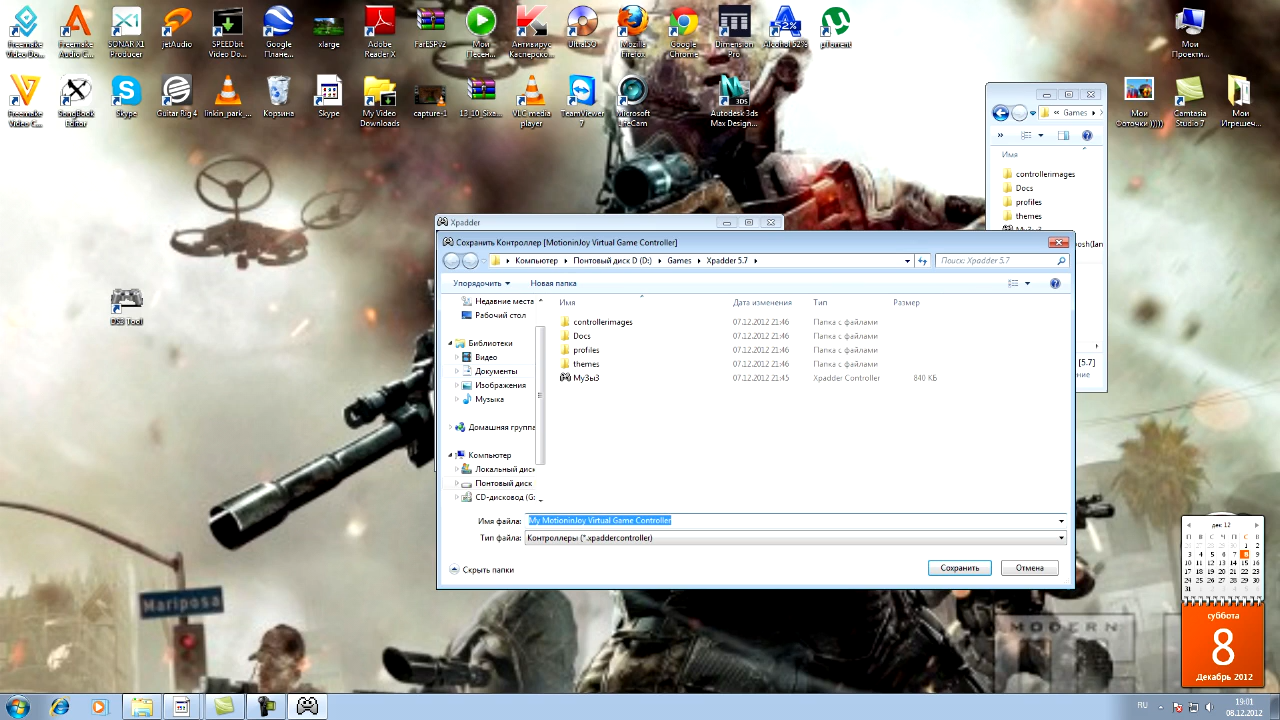 Freemake Video Do...
Freemake Audio C...
SONAR X1 Producer
jetAudio
SPEEDbit Video Do...
Google Плане...
xlarge
Adobe Reader X
FarESPv2
Мои Песен...
Антивирус Касперско...
UltraISO
Mozilla Firefox
Google Chrome
Dimension Pro
Alcohol 52%
µTorrent
Мои Проекти...
Freemake Video C...
SongBook Editor
Skype
Guitar Rig 4
linkin_park_...
Корзина
Skype
My Video Downloads
capture-1
13_10_Sixa...
VLC media player
TeamViewer 7
Microsoft LifeCam
Autodesk 3ds Max Design...
Мои Фоточки )))))
Camtasia Studio 7
Мои Игрешеч...
DS3 Tool
« Games
Имя
controllerimages
Docs
profiles
themes
[5.7]
Xpadder
Сохранить Контроллер [MotioninJoy Virtual Game Controller]
Компьютер
Понтовый диск D (D:)
Games
Xpadder 5.7
Поиск: Xpadder 5.7
Упорядочить
Новая папка
Недавние места
Рабочий стол
Библиотеки
Видео
Документы
Изображения
Музыка
Домашняя группа
Компьютер
Локальный диск
Понтовый диск
CD-дисковод (G:
Имя Дата изменения Тип Размер
controllerimages 07.12.2012 21:46 Папка с файлами
Docs 07.12.2012 21:46 Папка с файлами
profiles 07.12.2012 21:46 Папка с файлами
themes 07.12.2012 21:46 Папка с файлами
МуЗыЗ 07.12.2012 21:45 Xpadder Controller 840 КБ
Имя файла: My MotioninJoy Virtual Game Controller
Тип файла: Контроллеры (*.xpaddercontroller)
Скрыть папки
Сохранить
Отмена
Mariposa
MODERN
дек 12
П В С Ч П С В
суббота
8
Декабрь 2012
RU
19:01
08.12.2012